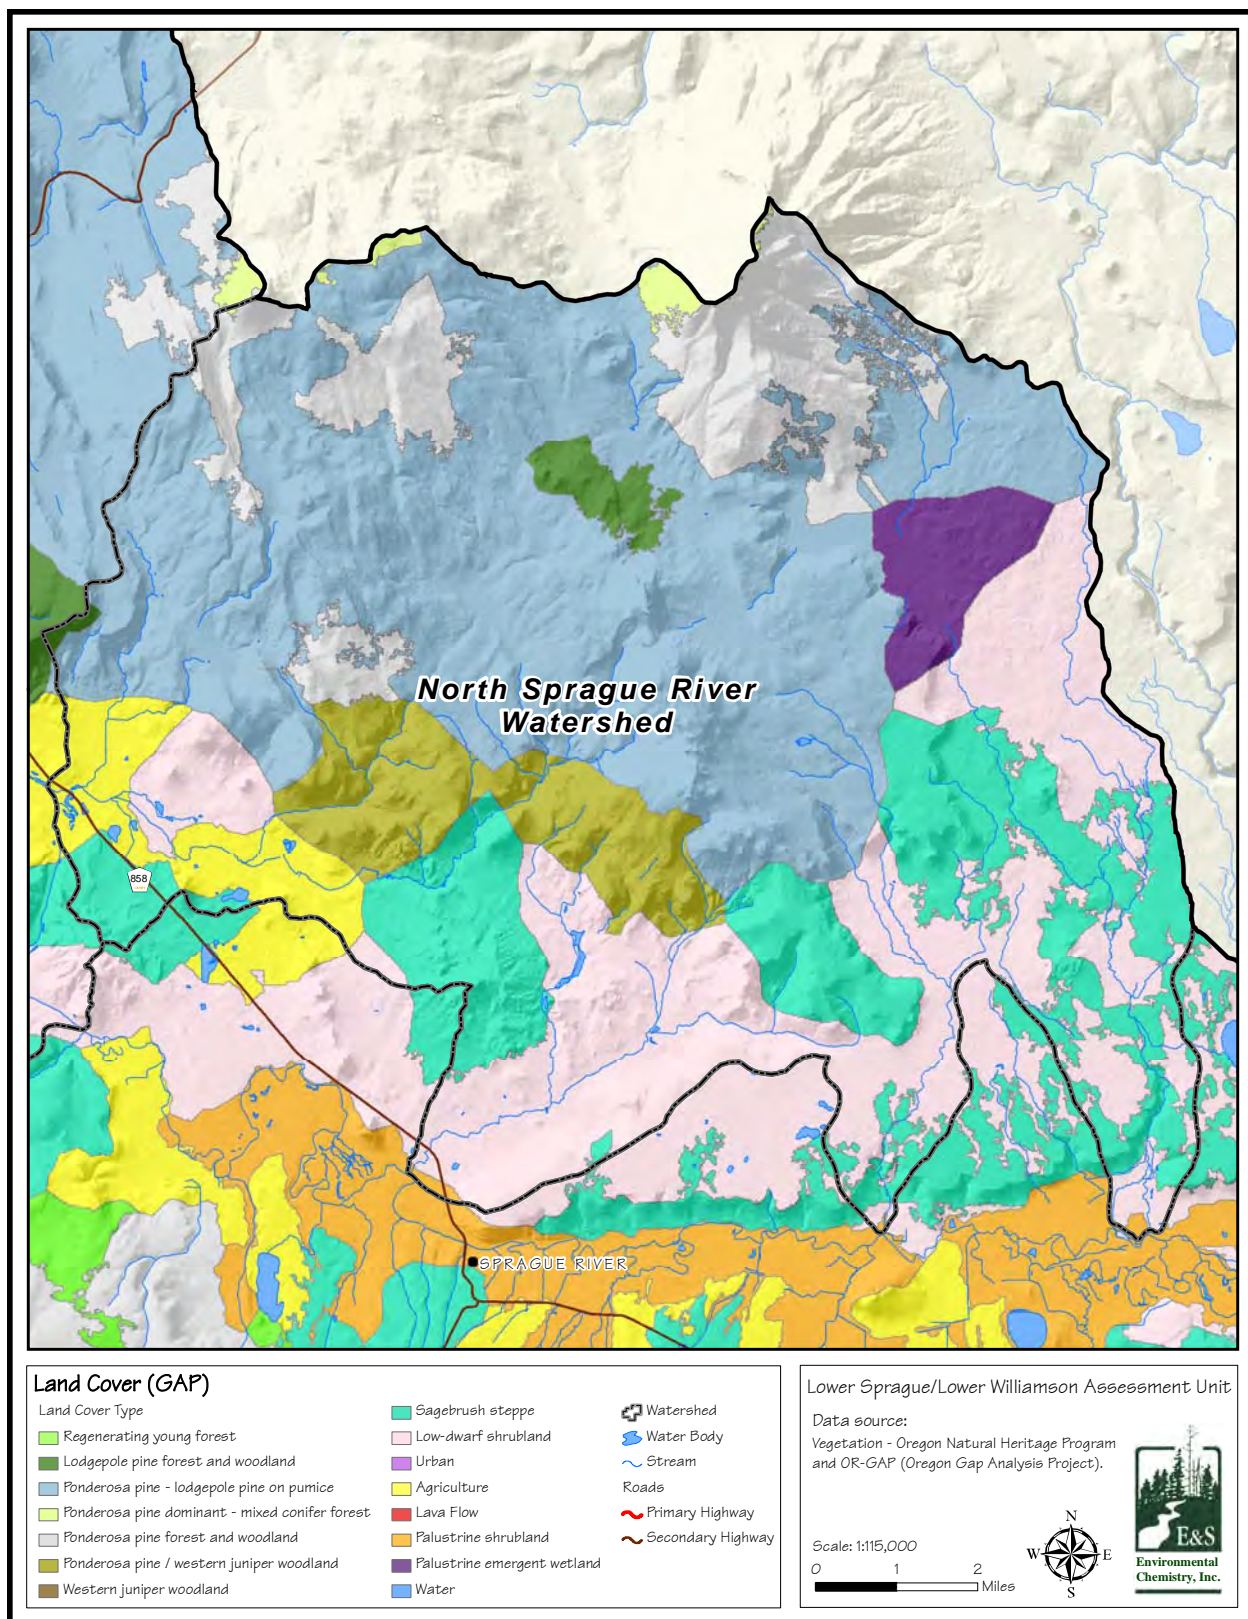 North Sprague River
Watershed
858
SPRAGUE RIVER
Land Cover (GAP)
Land Cover Type
Regenerating young forest
Lodgepole pine forest and woodland
Ponderosa pine - lodgepole pine on pumice
Ponderosa pine dominant - mixed conifer forest
Ponderosa pine forest and woodland
Ponderosa pine / western juniper woodland
Western juniper woodland
Sagebrush steppe
Low-dwarf shrubland
Urban
Agriculture
Lava Flow
Palustrine shrubland
Palustrine emergent wetland
Water
Watershed
Water Body
Stream
Roads
Primary Highway
Secondary Highway
Lower Sprague/Lower Williamson Assessment Unit
Data source:
Vegetation - Oregon Natural Heritage Program
and OR-GAP (Oregon Gap Analysis Project).
Scale: 1:115,000
0 1 2
Miles
N
W E
S
E&S
Environmental
Chemistry, Inc.